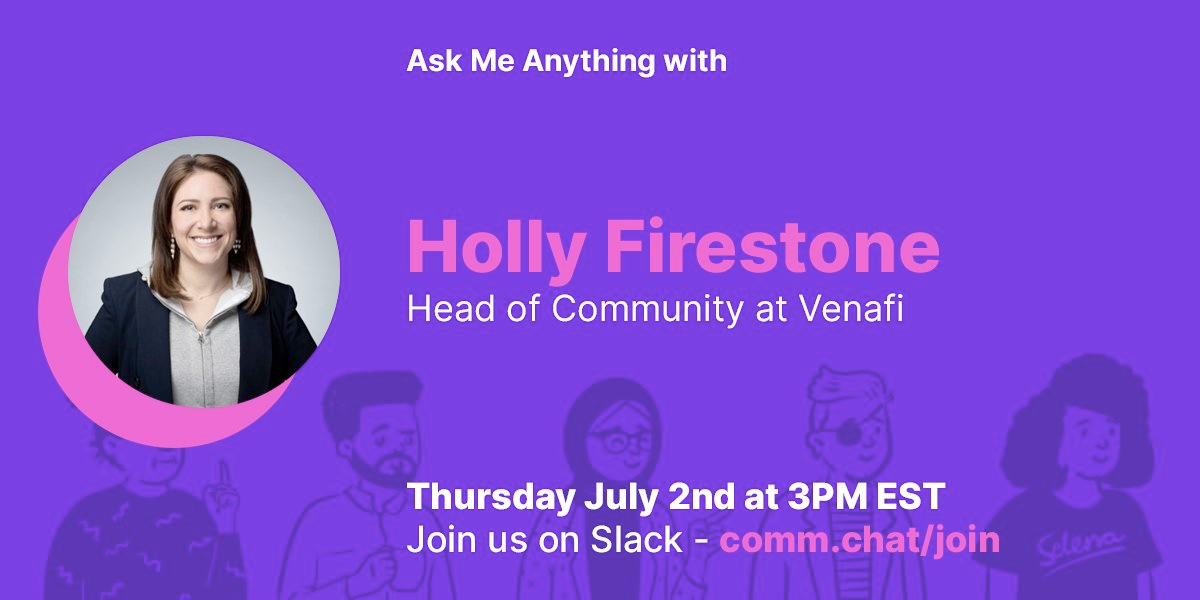 Ask Me Anything with
Holly Firestone
Head of Community at Venafi
Thursday July 2nd at 3PM EST
Join us on Slack - comm.chat/join
Selena